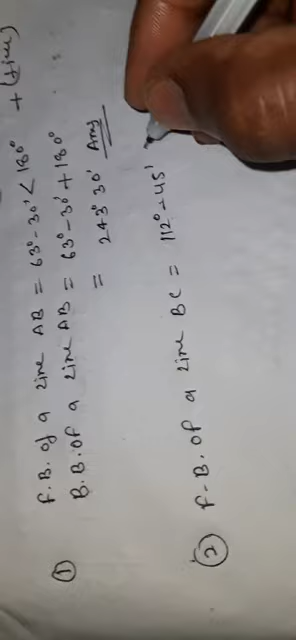 ① F.B. of a line AB = 63°-30' < 180° + (time)
B.B. of a line AB = 63°-30' + 180°
= 243° 30' Ans
② F-B. of a line BC = 112°-45'